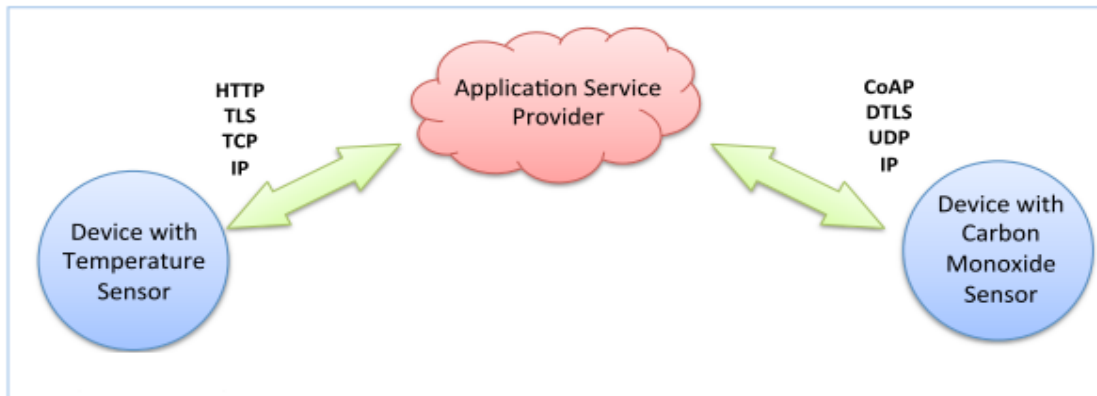 HTTP
TLS
TCP
IP
Application Service
Provider
CoAP
DTLS
UDP
IP
Device with
Temperature
Sensor
Device with
Carbon
Monoxide
Sensor